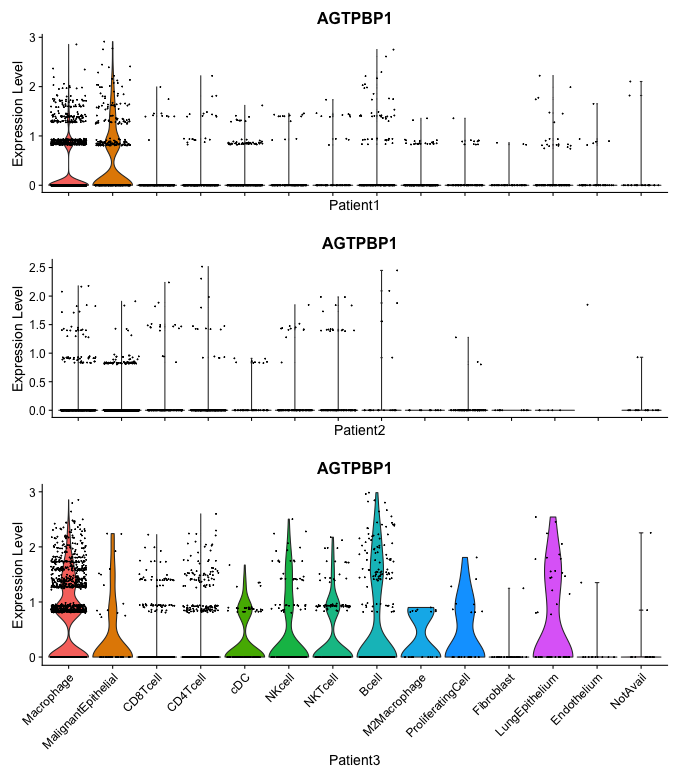 AGTPBP1
Expression Level
3
2
1
0
Patient1
AGTPBP1
Expression Level
2.5
2.0
1.5
1.0
0.5
0.0
Patient2
AGTPBP1
Expression Level
3
2
1
0
Macrophage
MalignantEpithelial
CD8Tcell
CD4Tcell
cDC
NKcell
NKTcell
Bcell
M2Macrophage
ProliferatingCell
Fibroblast
LungEpithelium
Endothelium
NotAvail
Patient3